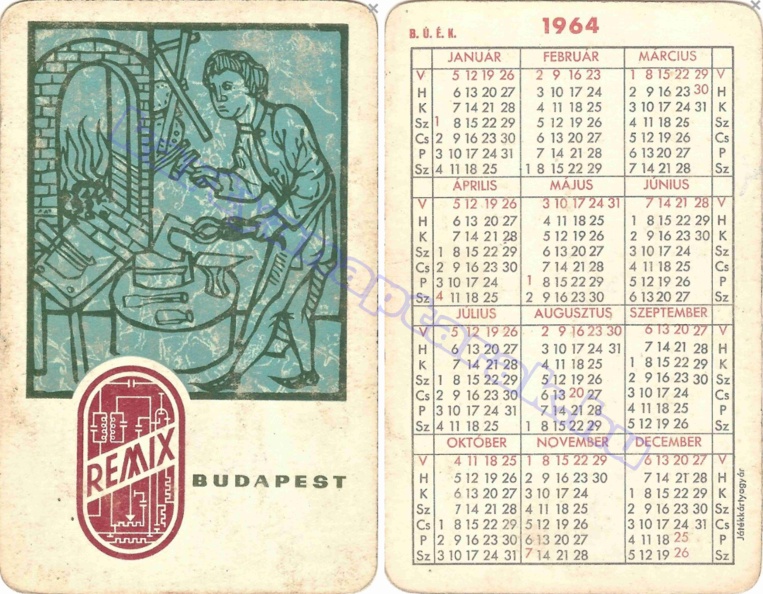 REMIX
BUDAPEST
B. Ú. É. K.
1964
JANUÁR FEBRUÁR MÁRCIUS
V 5 12 19 26 2 9 16 23 1 8 15 22 29 V
H 6 13 20 27 3 10 17 24 2 9 16 23 30 H
K 7 14 21 28 4 11 18 25 3 10 17 24 31 K
Sz 1 8 15 22 29 5 12 19 26 4 11 18 25 Sz
Cs 2 9 16 23 30 6 13 20 27 5 12 19 26 Cs
P 3 10 17 24 31 7 14 21 28 6 13 20 27 P
Sz 4 11 18 25 1 8 15 22 29 7 14 21 28 Sz
ÁPRILIS MÁJUS JÚNIUS
V 5 12 19 26 3 10 17 24 31 7 14 21 28 V
H 6 13 20 27 4 11 18 25 1 8 15 22 29 H
K 7 14 21 28 5 12 19 26 2 9 16 23 30 K
Sz 1 8 15 22 29 6 13 20 27 3 10 17 24 Sz
Cs 2 9 16 23 30 7 14 21 28 4 11 18 25 Cs
P 3 10 17 24 1 8 15 22 29 5 12 19 26 P
Sz 4 11 18 25 2 9 16 23 30 6 13 20 27 Sz
JÚLIUS AUGUSZTUS SZEPTEMBER
V 5 12 19 26 2 9 16 23 30 6 13 20 27 V
H 6 13 20 27 3 10 17 24 31 7 14 21 28 H
K 7 14 21 28 4 11 18 25 1 8 15 22 29 K
Sz 1 8 15 22 29 5 12 19 26 2 9 16 23 30 Sz
Cs 2 9 16 23 30 6 13 20 27 3 10 17 24 Cs
P 3 10 17 24 31 7 14 21 28 4 11 18 25 P
Sz 4 11 18 25 1 8 15 22 29 5 12 19 26 Sz
OKTÓBER NOVEMBER DECEMBER
V 4 11 18 25 1 8 15 22 29 6 13 20 27 V
H 5 12 19 26 2 9 16 23 30 7 14 21 28 H
K 6 13 20 27 3 10 17 24 1 8 15 22 29 K
Sz 7 14 21 28 4 11 18 25 2 9 16 23 30 Sz
Cs 1 8 15 22 29 5 12 19 26 3 10 17 24 31 Cs
P 2 9 16 23 30 6 13 20 27 4 11 18 25 P
Sz 3 10 17 24 31 7 14 21 28 5 12 19 26 Sz
Játékkártyagyár